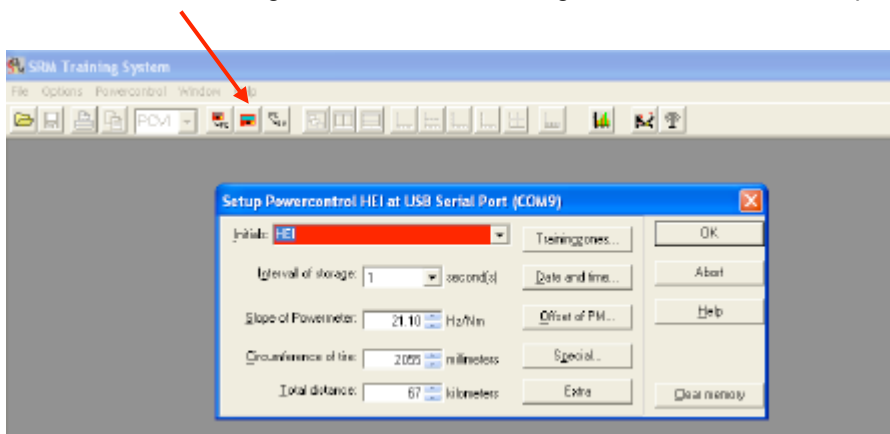 SRM Training System
File Options Powercontrol Window Help
PCVI
Setup Powercontrol HEI at USB Serial Port (COM9)
Initials: HEI
Trainingzones...
OK
Interval of storage: 1 second(s)
Date and time...
Abort
Slope of Powermeter: 21.10 Hz/Nm
Offset of PM...
Help
Circumference of tire: 2055 millimeters
Special...
Total distance: 67 kilometers
Extra
Clear memory